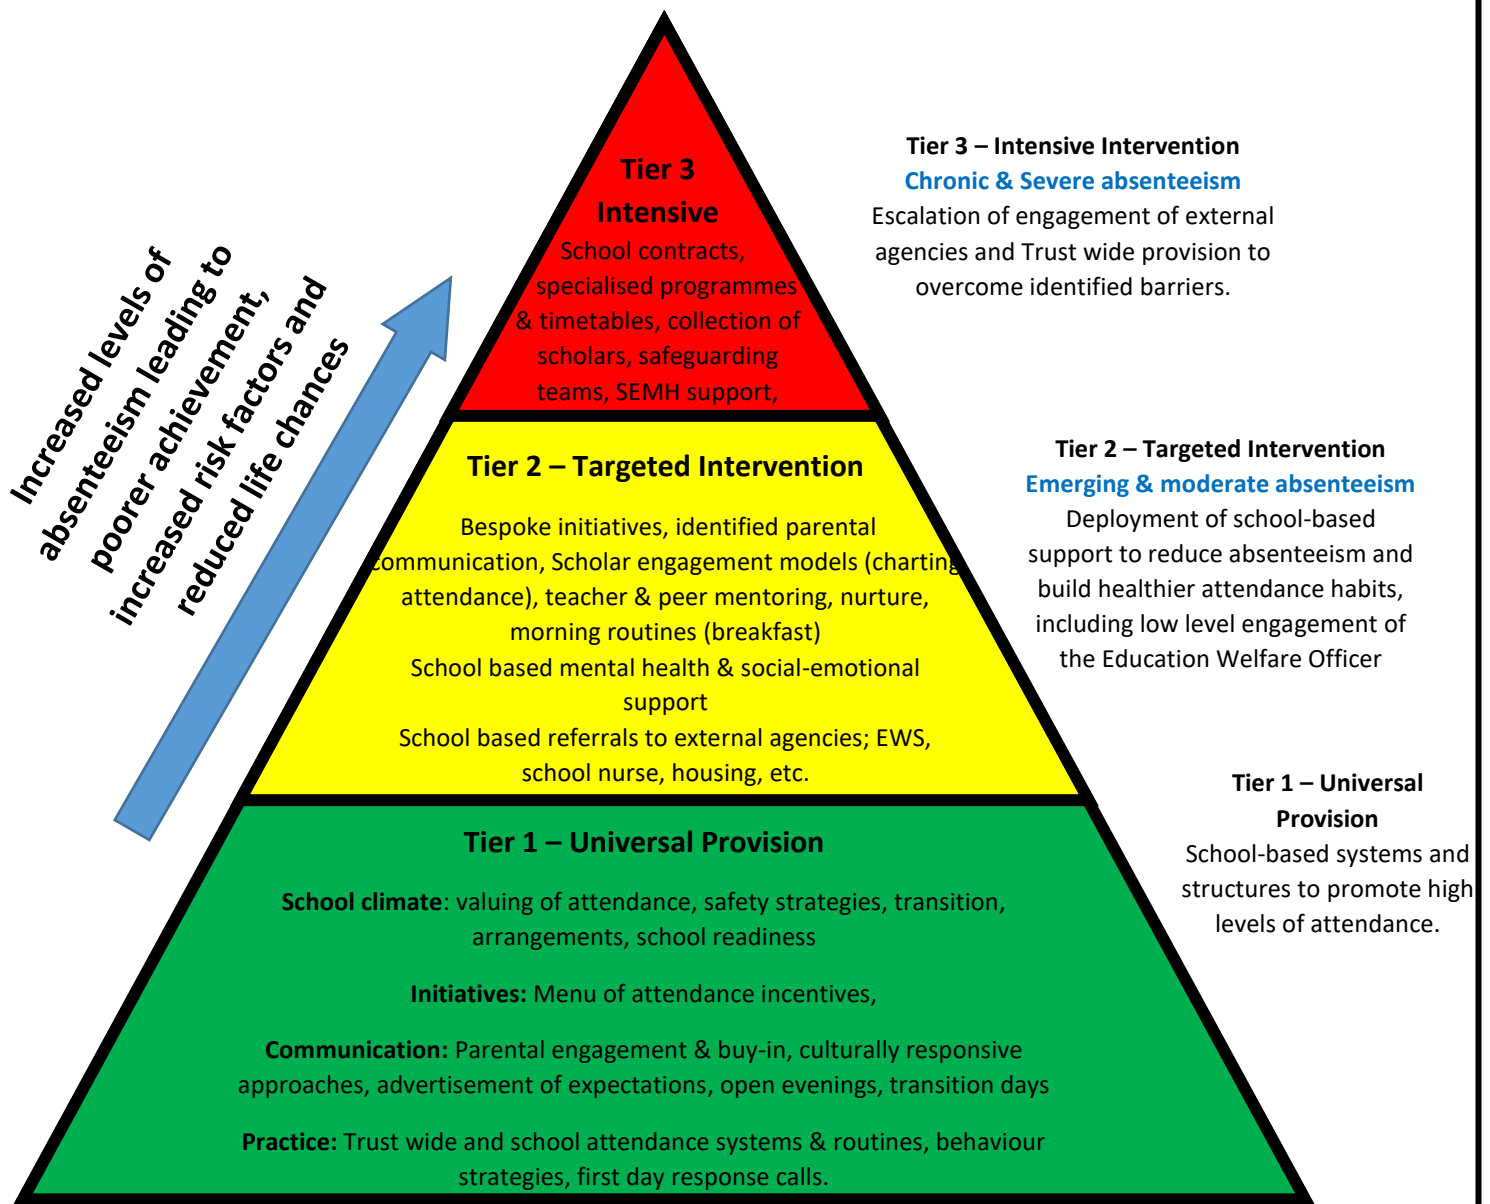 Increased levels of
absenteeism leading to
poorer achievement,
increased risk factors and
reduced life chances
Tier 3
Intensive
School contracts,
specialised programmes
& timetables, collection of
scholars, safeguarding
teams, SEMH support,
Tier 3 – Intensive Intervention
Chronic & Severe absenteeism
Escalation of engagement of external
agencies and Trust wide provision to
overcome identified barriers.
Tier 2 – Targeted Intervention
Bespoke initiatives, identified parental
communication, Scholar engagement models (charting
attendance), teacher & peer mentoring, nurture,
morning routines (breakfast)
School based mental health & social-emotional
support
School based referrals to external agencies; EWS,
school nurse, housing, etc.
Tier 2 – Targeted Intervention
Emerging & moderate absenteeism
Deployment of school-based
support to reduce absenteeism and
build healthier attendance habits,
including low level engagement of
the Education Welfare Officer
Tier 1 – Universal Provision
School climate: valuing of attendance, safety strategies, transition,
arrangements, school readiness
Initiatives: Menu of attendance incentives,
Communication: Parental engagement & buy-in, culturally responsive
approaches, advertisement of expectations, open evenings, transition days
Practice: Trust wide and school attendance systems & routines, behaviour
strategies, first day response calls.
Tier 1 – Universal
Provision
School-based systems and
structures to promote high
levels of attendance.